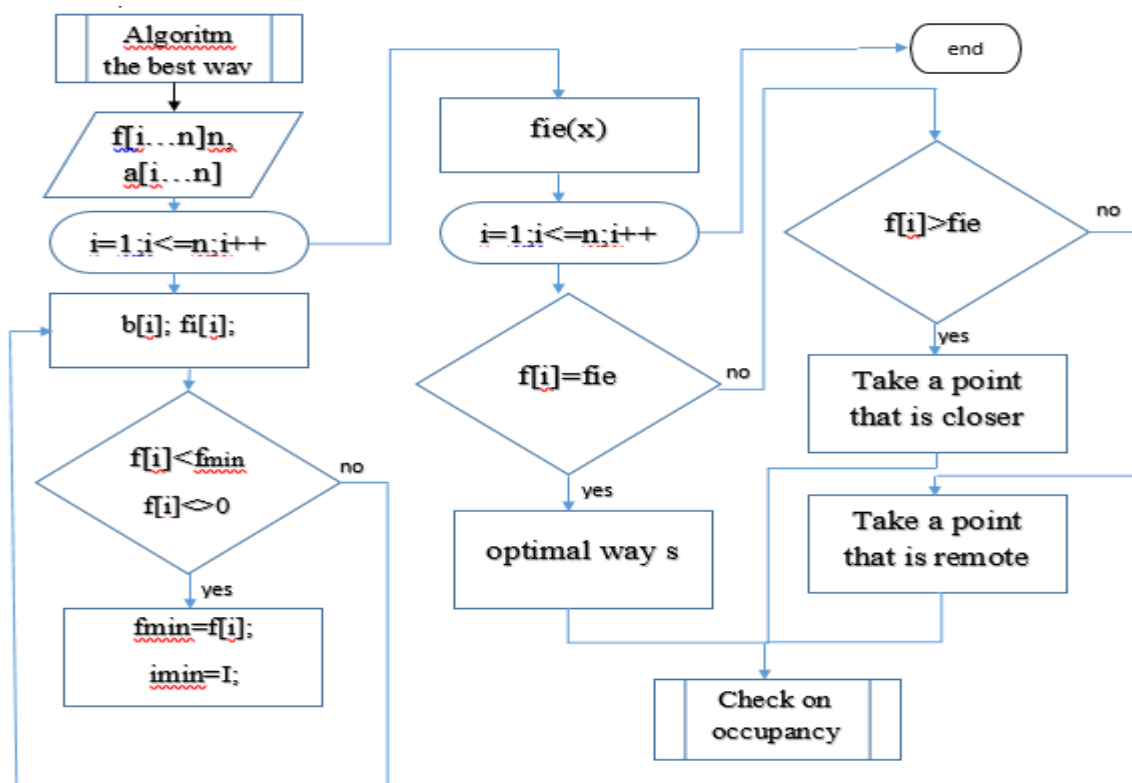 Algoritm
the best wav
f[i...n]n,
a[i...n]
i=1;i<=n;i++
b[i]; fi[i];
f[i]<fmin
f[i]<>0
no
yes
fmin=f[i];
imin=I;
fie(x)
i=1;i<=n;i++
f[i]=fie
no
yes
optimal way s
end
f[i]>fie
no
yes
Take a point
that is closer
Take a point
that is remote
Check on
occupancy